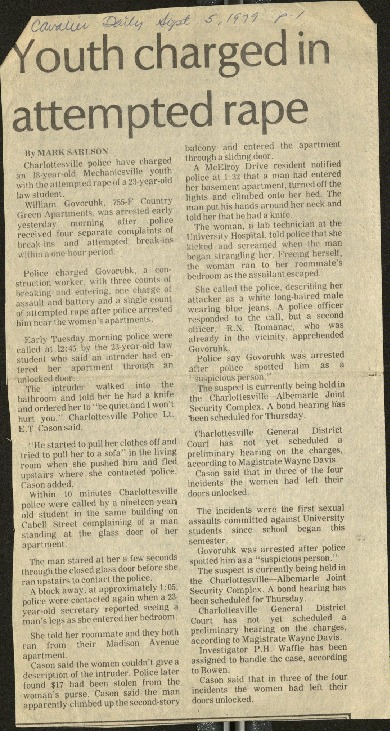 Cavalier Daily Sept 5, 1979 p-1
Youth charged in
attempted rape
By MARK SARLSON
Charlottesville police have charged
an 18-year-old Mechanicsville youth
with the attempted rape of a 23-year-old
law student.
William Govoruhk, 755-F Country
Green Apartments, was arrested early
yesterday morning after police
received four separate complaints of
break-ins and attempted break-ins
within a one hour period.
Police charged Govoruhk, a con-
struction worker, with three counts of
breaking and entering, one charge of
assault and battery and a single count
of attempted rape after police arrested
him near the women's apartments.
Early Tuesday morning police were
called at 12:45 by the 23-year-old law
student who said an intruder had en-
tered her apartment through an
unlocked door.
The intruder walked into the
bathroom and told her he had a knife
and ordered her to "be quiet and I won't
hurt you," Charlottesville Police Lt.
E.T. Cason said.
"He started to pull her clothes off and
tried to pull her to a sofa" in the living
room when she pushed him and fled
upstairs where she contacted police,
Cason added.
Within 10 minutes Charlottesville
police were called by a nineteen year
old student in the same building on
Cabell Street complaining of a man
standing at the glass door of her
apartment.
The man stared at her a few seconds
through the closed glass door before she
ran upstairs to contact the police.
A block away, at approximately 1:05,
police were contacted again when a 23-
year-old secretary reported seeing a
man's legs as she entered her bedroom.
She told her roommate and they both
ran from their Madison Avenue
apartment.
Cason said the women couldn't give a
description of the intruder. Police later
found $17 had been stolen from the
woman's purse. Cason said the man
apparently climbed up the second-story
balcony and entered the apartment
through a sliding door.
A McElroy Drive resident notified
police at 1:32 that a man had entered
her basement apartment, turned off the
lights and climbed onto her bed. The
man put his hands around her neck and
told her that he had a knife.
The woman, a lab technician at the
University Hospital, told police that she
kicked and screamed when the man
began strangling her. Freeing herself,
the woman ran to her roommate's
bedroom as the assailant escaped.
She called the police, describing her
attacker as a white long-haired male
wearing blue jeans. A police officer
responded to the call, but a second
officer, R.N. Romanac, who was
already in the vicinity, apprehended
Govoruhk.
Police say Govoruhk was arrested
after police spotted him as a
"suspicious person."
The suspect is currently being held in
the Charlottesville-Albemarle Joint
Security Complex. A bond hearing has
been scheduled for Thursday.
Charlottesville General District
Court has not yet scheduled a
preliminary hearing on the charges,
according to Magistrate Wayne Davis.
Cason said that in three of the four
incidents the women had left their
doors unlocked.
The incidents were the first sexual
assaults committed against University
students since school began this
semester.
Govoruhk was arrested after police
spotted him as a "suspicious person."
The suspect is currently being held in
the Charlottesville—Albemarle Joint
Security Complex. A bond hearing has
been scheduled for Thursday.
Charlottesville General District
Court has not yet scheduled a
preliminary hearing on the charges,
according to Magistrate Wayne Davis.
Investigator P.H. Waffle has been
assigned to handle the case, according
to Bowen.
Cason said that in three of the four
incidents the women had left their
doors unlocked.